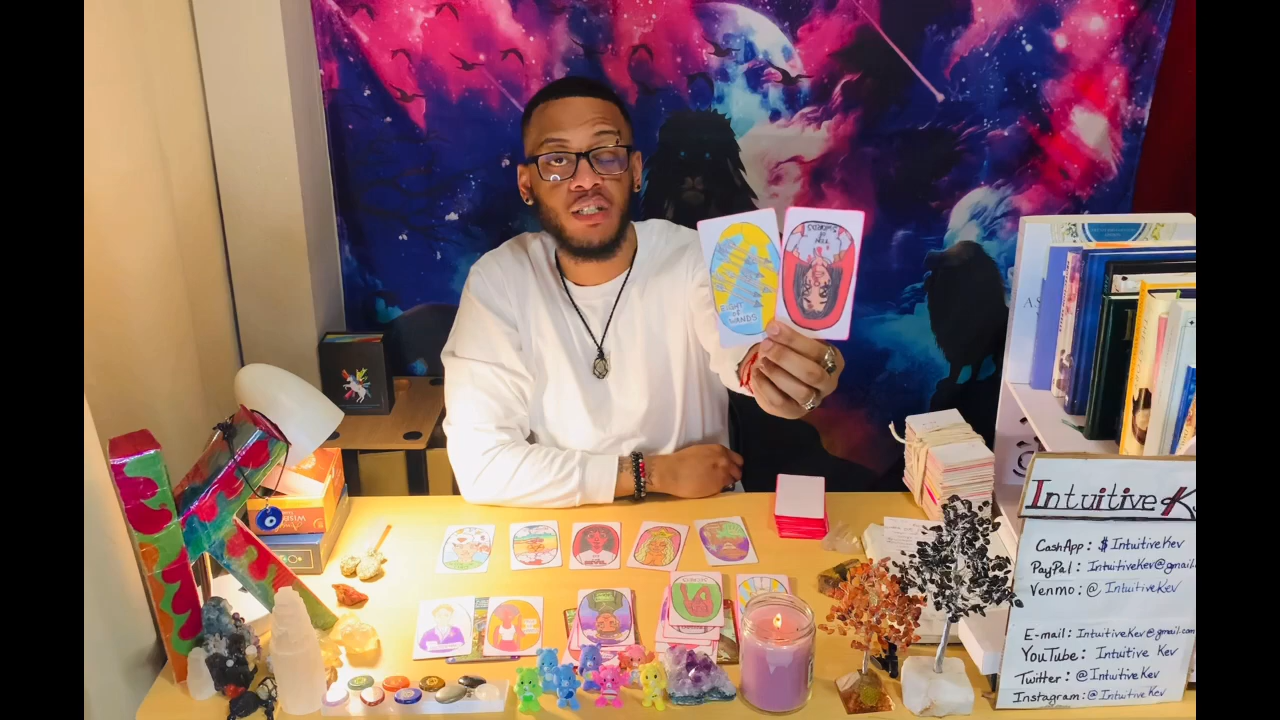 EIGHT
OF
WANDS
Intuitive K
CashApp : $ IntuitiveKev
PayPal : IntuitiveKev@gmail.
Venmo : @ IntuitiveKev
E-mail : IntuitiveKev@gmail.com
YouTube : Intuitive Kev
Twitter : @IntuitiveKev
Instagram : @IntuitiveKev